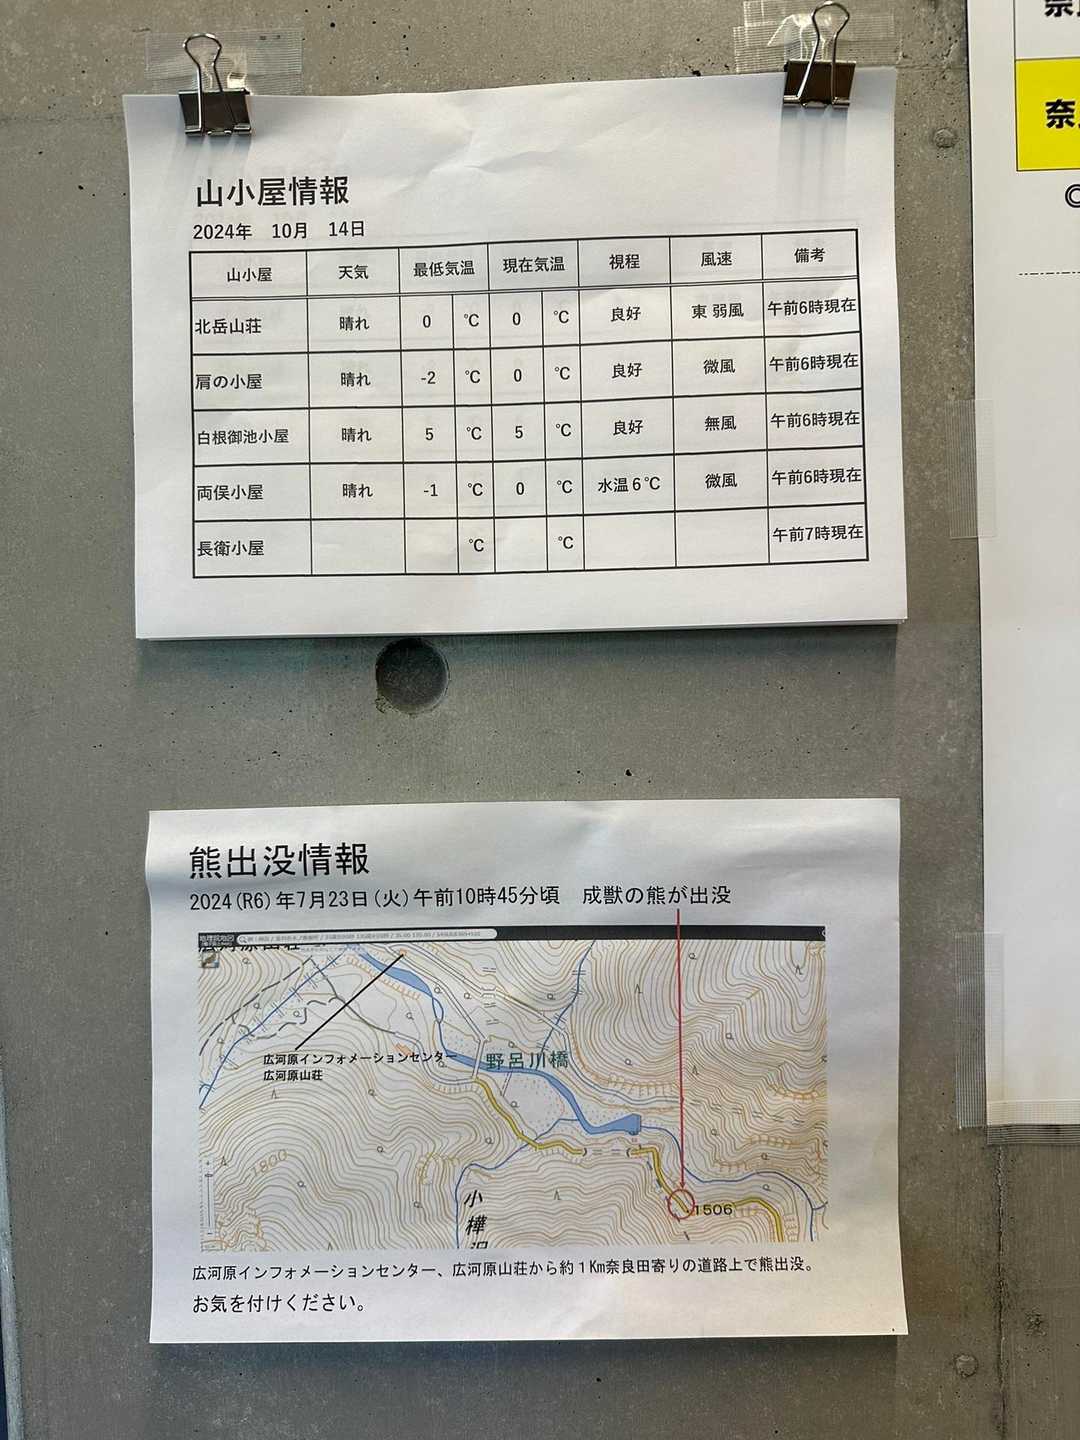 山小屋情報
2024年　10月　14日
山小屋 天気 最低気温 現在気温 視程 風速 備考
北岳山荘 晴れ 0 ℃ 0 ℃ 良好 東 弱風 午前6時現在
肩の小屋 晴れ -2 ℃ 0 ℃ 良好 微風 午前6時現在
白根御池小屋 晴れ 5 ℃ 5 ℃ 良好 無風 午前6時現在
両俣小屋 晴れ -1 ℃ 0 ℃ 水温６℃ 微風 午前6時現在
長衛小屋 ℃ ℃ 午前7時現在
熊出没情報
2024(R6)年7月23日(火)午前10時45分頃　成獣の熊が出没
地理院地図
広河原インフォメーションセンター
広河原山荘
野呂川橋
1800
小樺
1506
広河原インフォメーションセンター、広河原山荘から約１Km奈良田寄りの道路上で熊出没。
お気を付けください。
奈
奈